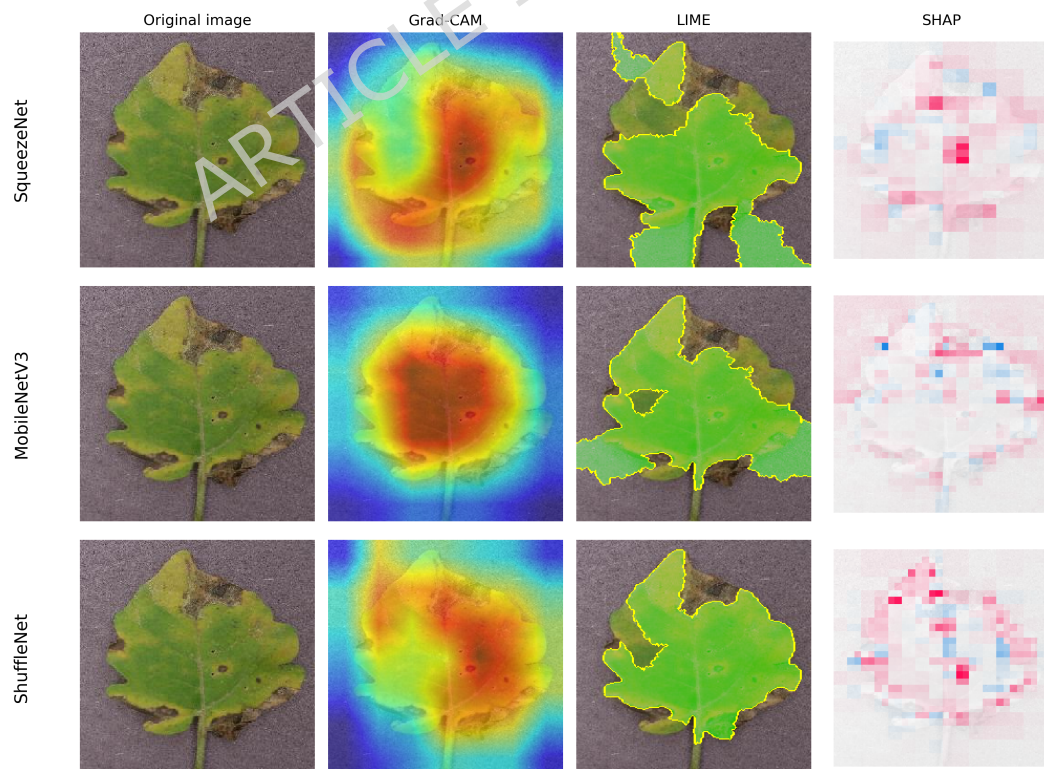 Original image
Grad-CAM
LIME
SHAP
SqueezeNet
MobileNetV3
ShuffleNet
ARTICLE